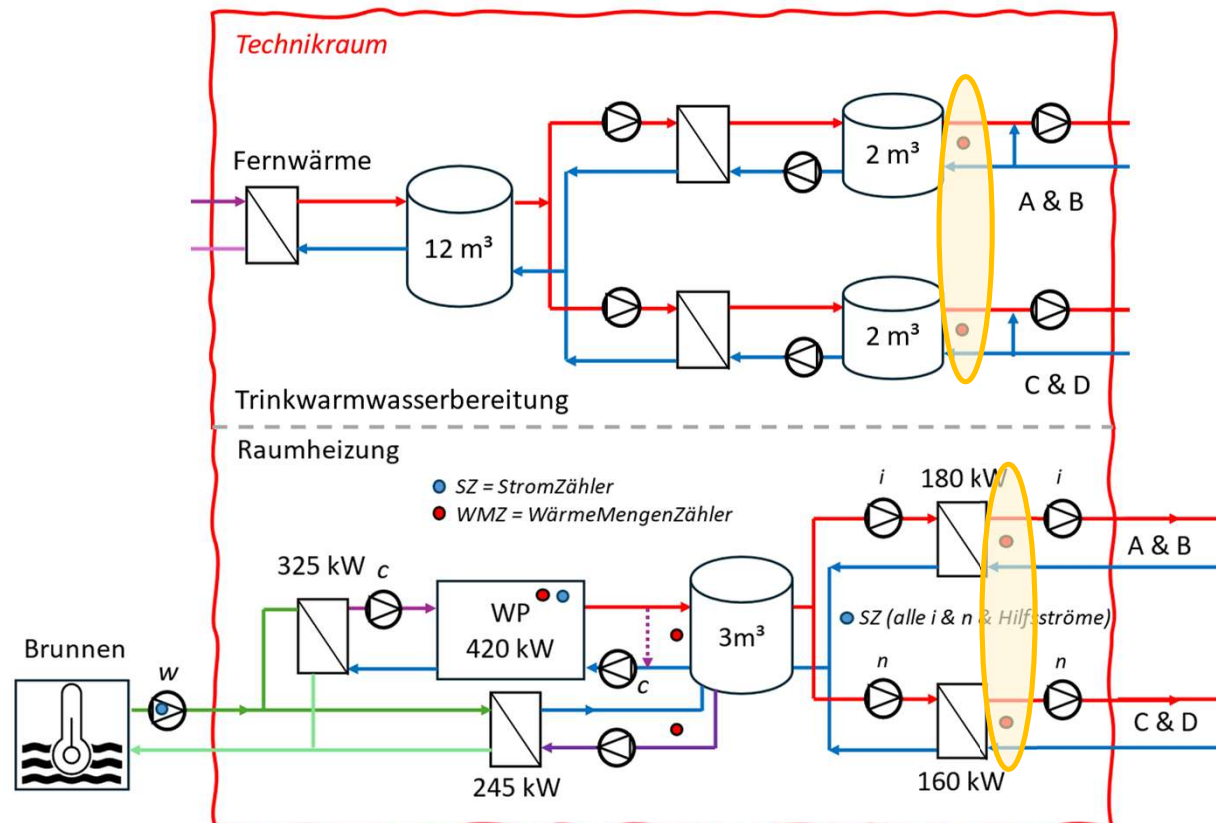 Technikraum
Fernwärme
12 m³
2 m³
A & B
2 m³
C & D
Trinkwarmwasserbereitung
Raumheizung
SZ = StromZähler
WMZ = WärmeMengenZähler
i
180 kW
i
A & B
325 kW
c
WP
420 kW
3m³
SZ (alle i & n & Hilfsströme)
Brunnen
w
c
n
n
C & D
245 kW
160 kW